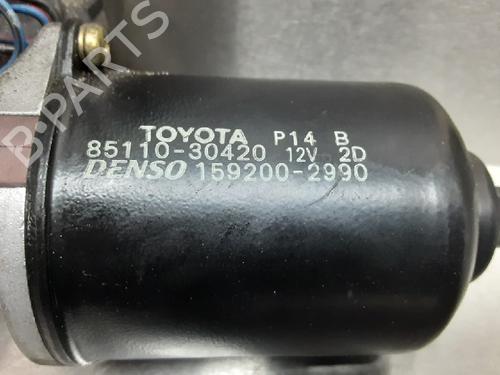 B-PARTS
TOYOTA P14 B
85110-30420 12V 2D
DENSO 159200-2990